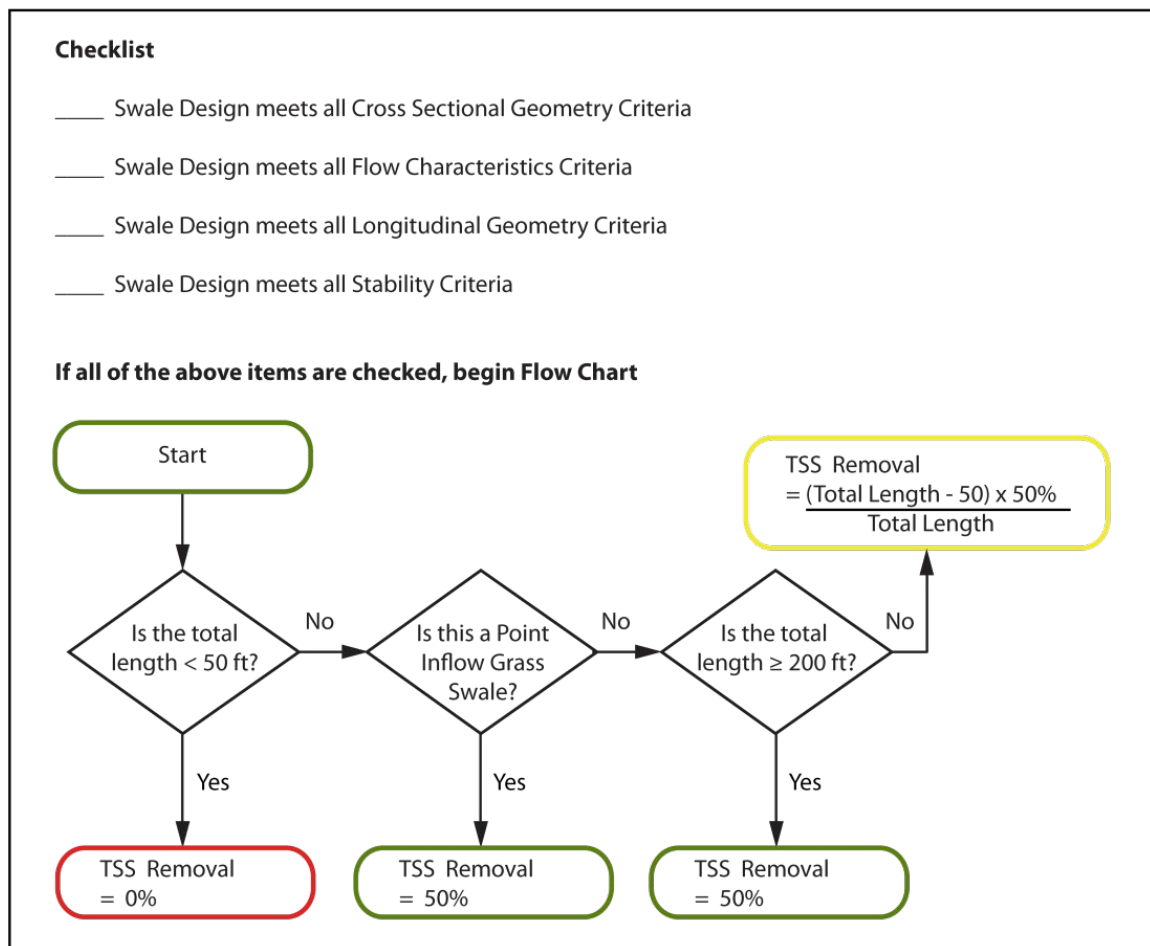 Checklist
____ Swale Design meets all Cross Sectional Geometry Criteria
____ Swale Design meets all Flow Characteristics Criteria
____ Swale Design meets all Longitudinal Geometry Criteria
____ Swale Design meets all Stability Criteria
If all of the above items are checked, begin Flow Chart
Start
TSS Removal
= (Total Length - 50) x 50%
Total Length
Is the total
length < 50 ft?
No
Is this a Point
Inflow Grass
Swale?
No
Is the total
length ≥ 200 ft?
No
Yes
Yes
Yes
TSS Removal
= 0%
TSS Removal
= 50%
TSS Removal
= 50%